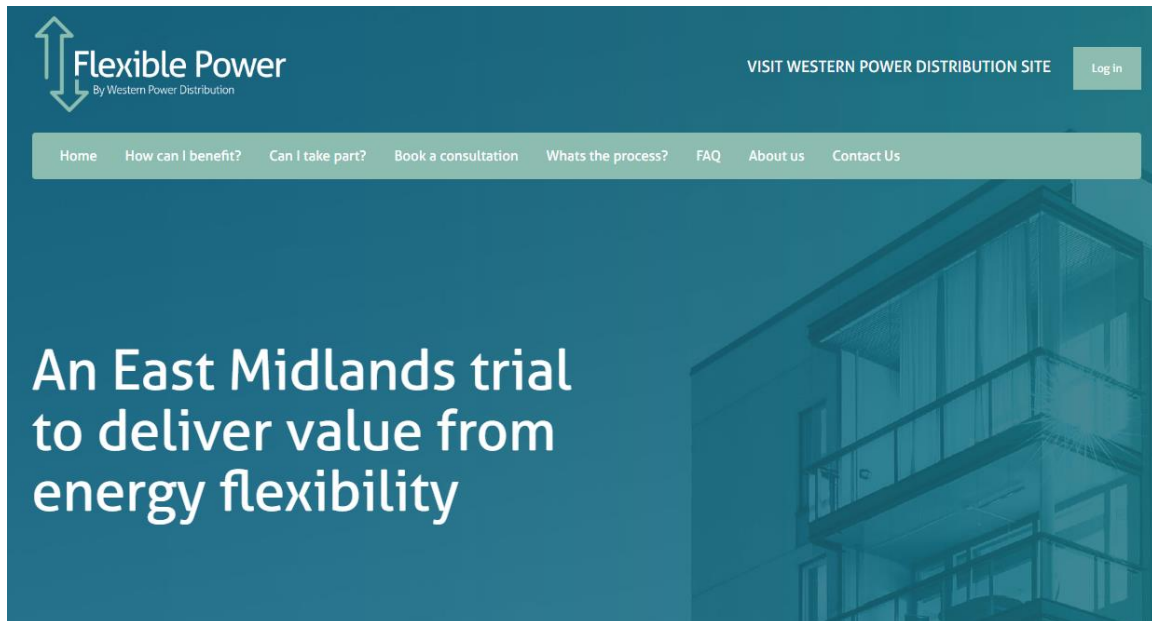 Flexible Power
By Western Power Distribution
VISIT WESTERN POWER DISTRIBUTION SITE
Log in
Home How can I benefit? Can I take part? Book a consultation Whats the process? FAQ About us Contact Us
An East Midlands trial
to deliver value from
energy flexibility